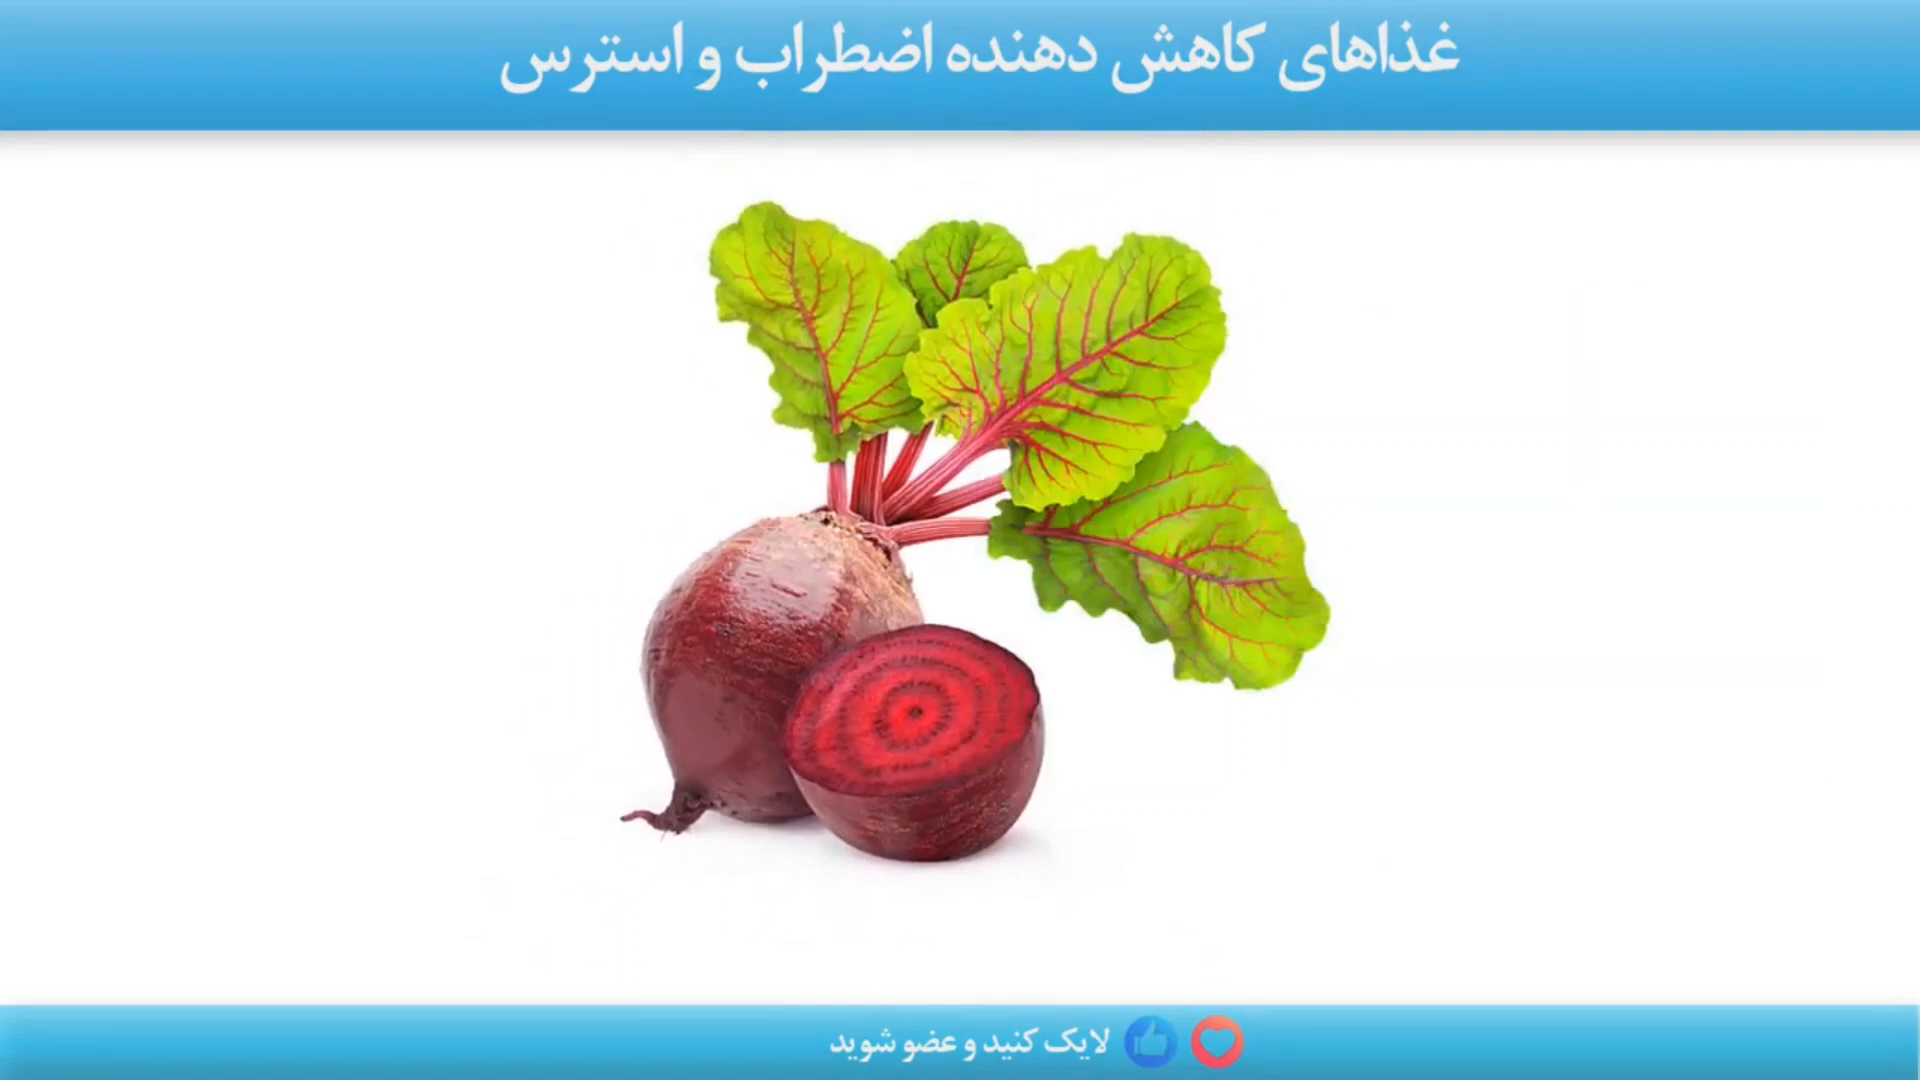 غذاهای کاهش دهنده اضطراب و استرس
لایک کنید و عضو شوید